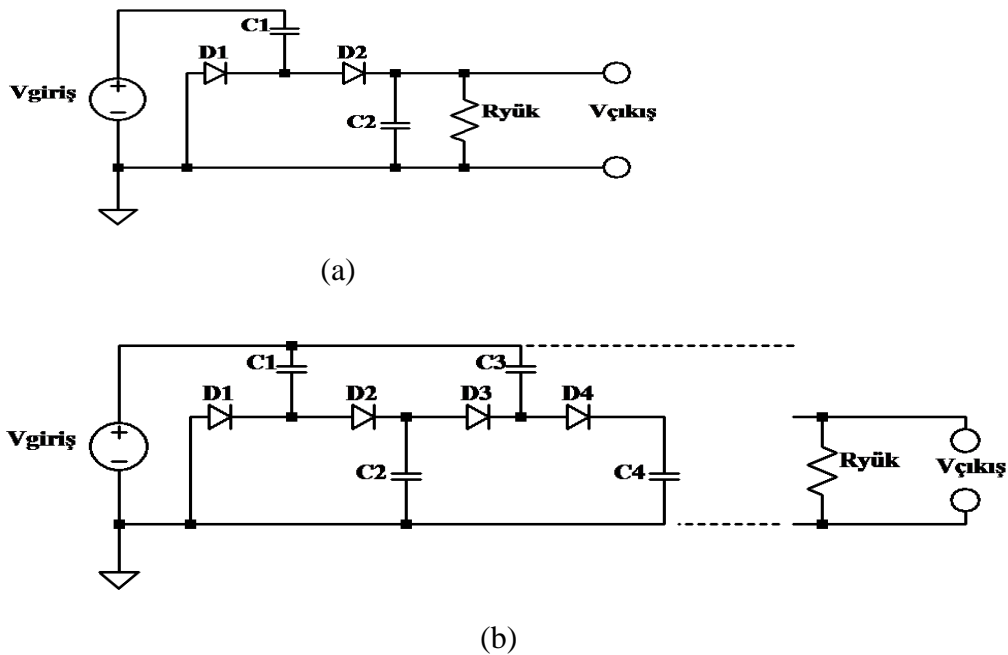 C1
D1 D2
Vgiriş + −
C2 Ryük Vçıkış
(a)
C1 C3
D1 D2 D3 D4
Vgiriş + −
C2 C4 Ryük Vçıkış
(b)